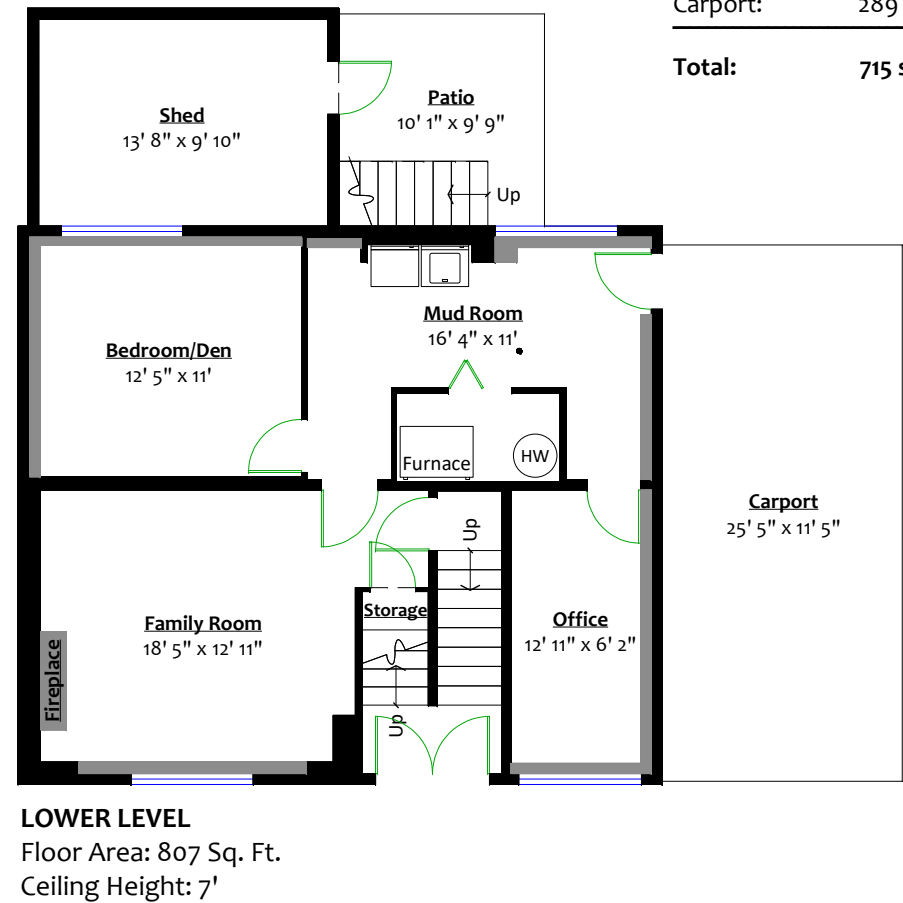 Carport: 289
Total: 715 s
Shed
13' 8" x 9' 10"
Patio
10' 1" x 9' 9"
Up
Mud Room
16' 4" x 11'
Bedroom/Den
12' 5" x 11'
Furnace
HW
Up
Carport
25' 5" x 11' 5"
Family Room
18' 5" x 12' 11"
Storage
Office
12' 11" x 6' 2"
Fireplace
Up
LOWER LEVEL
Floor Area: 807 Sq. Ft.
Ceiling Height: 7'